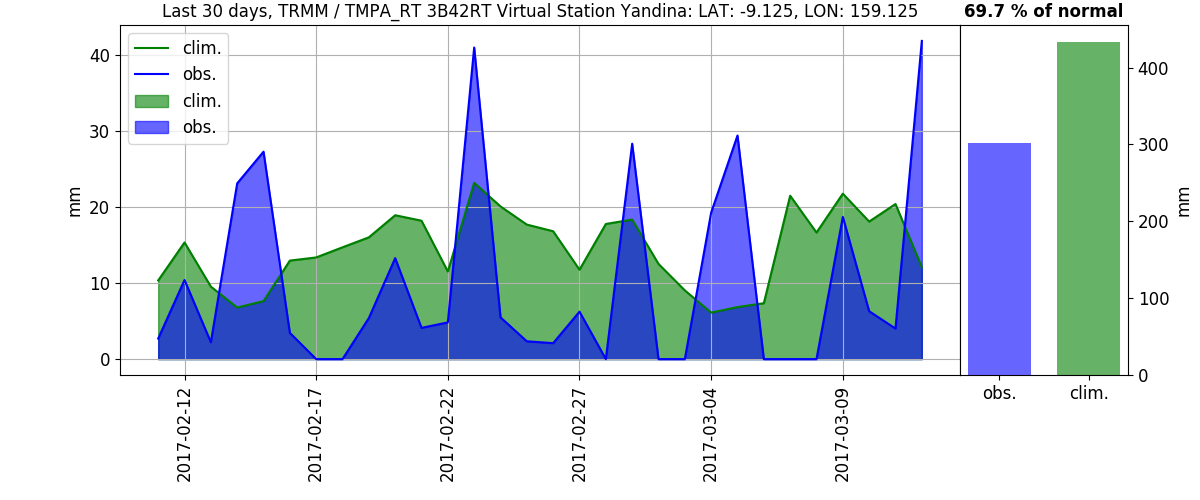 Last 30 days, TRMM / TMPA_RT 3B42RT Virtual Station Yandina: LAT: -9.125, LON: 159.125
69.7 % of normal
clim.
obs.
clim.
obs.
40
30
20
10
0
mm
2017-02-12
2017-02-17
2017-02-22
2017-02-27
2017-03-04
2017-03-09
400
300
200
100
0
mm
obs.
clim.